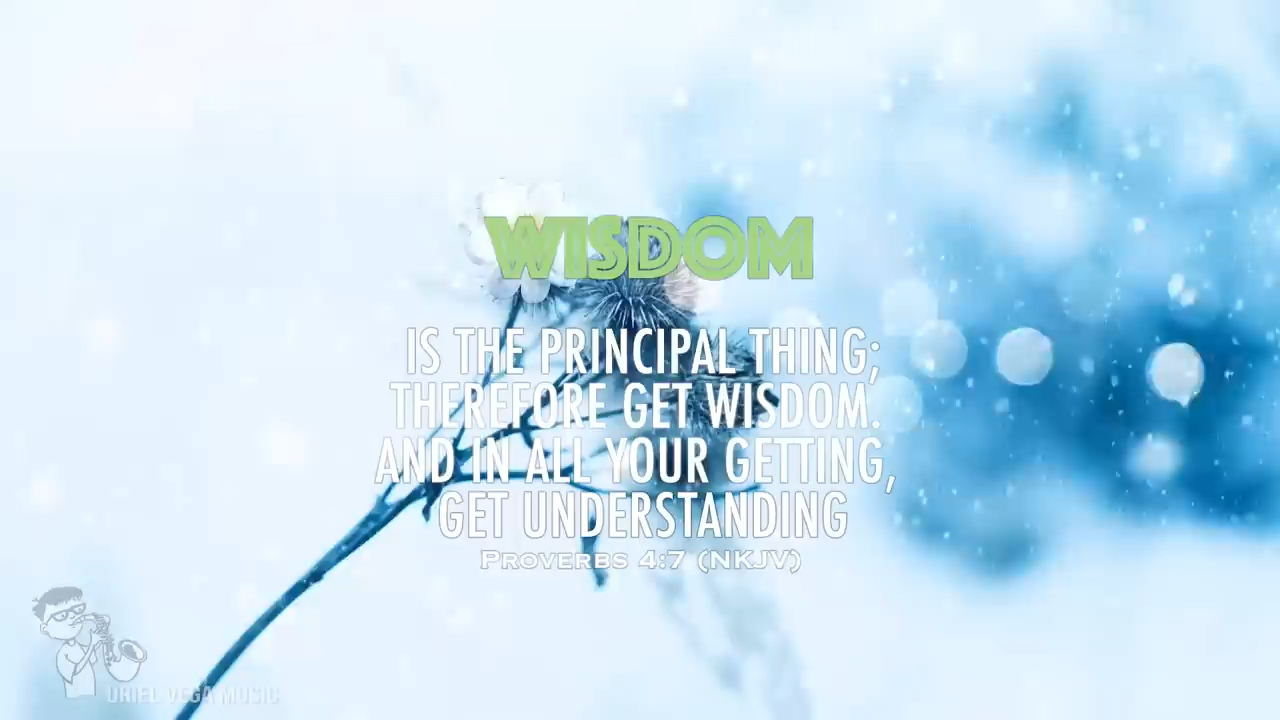 WISDOM
IS THE PRINCIPAL THING;
THEREFORE GET WISDOM.
AND IN ALL YOUR GETTING,
GET UNDERSTANDING
PROVERBS 4:7 (NKJV)
URIEL VEGA MUSIC